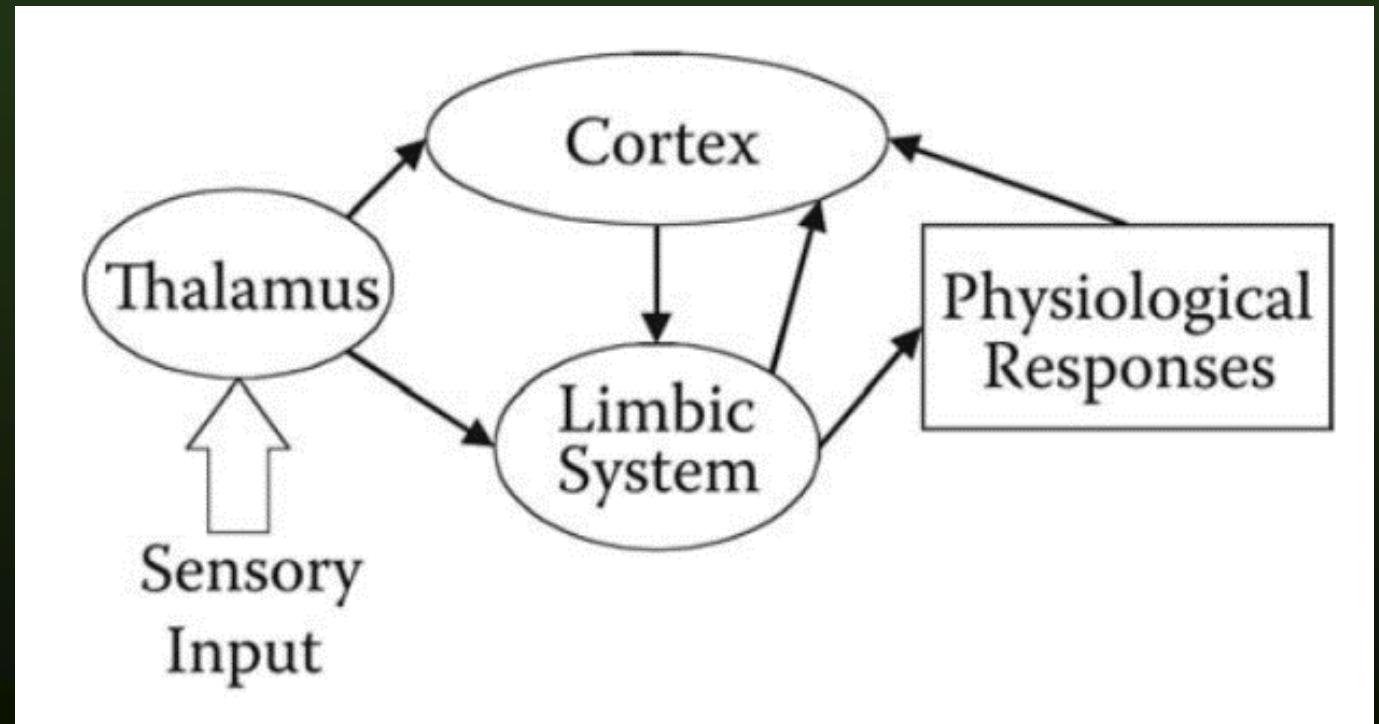 Cortex
Thalamus
Limbic
System
Physiological
Responses
Sensory
Input